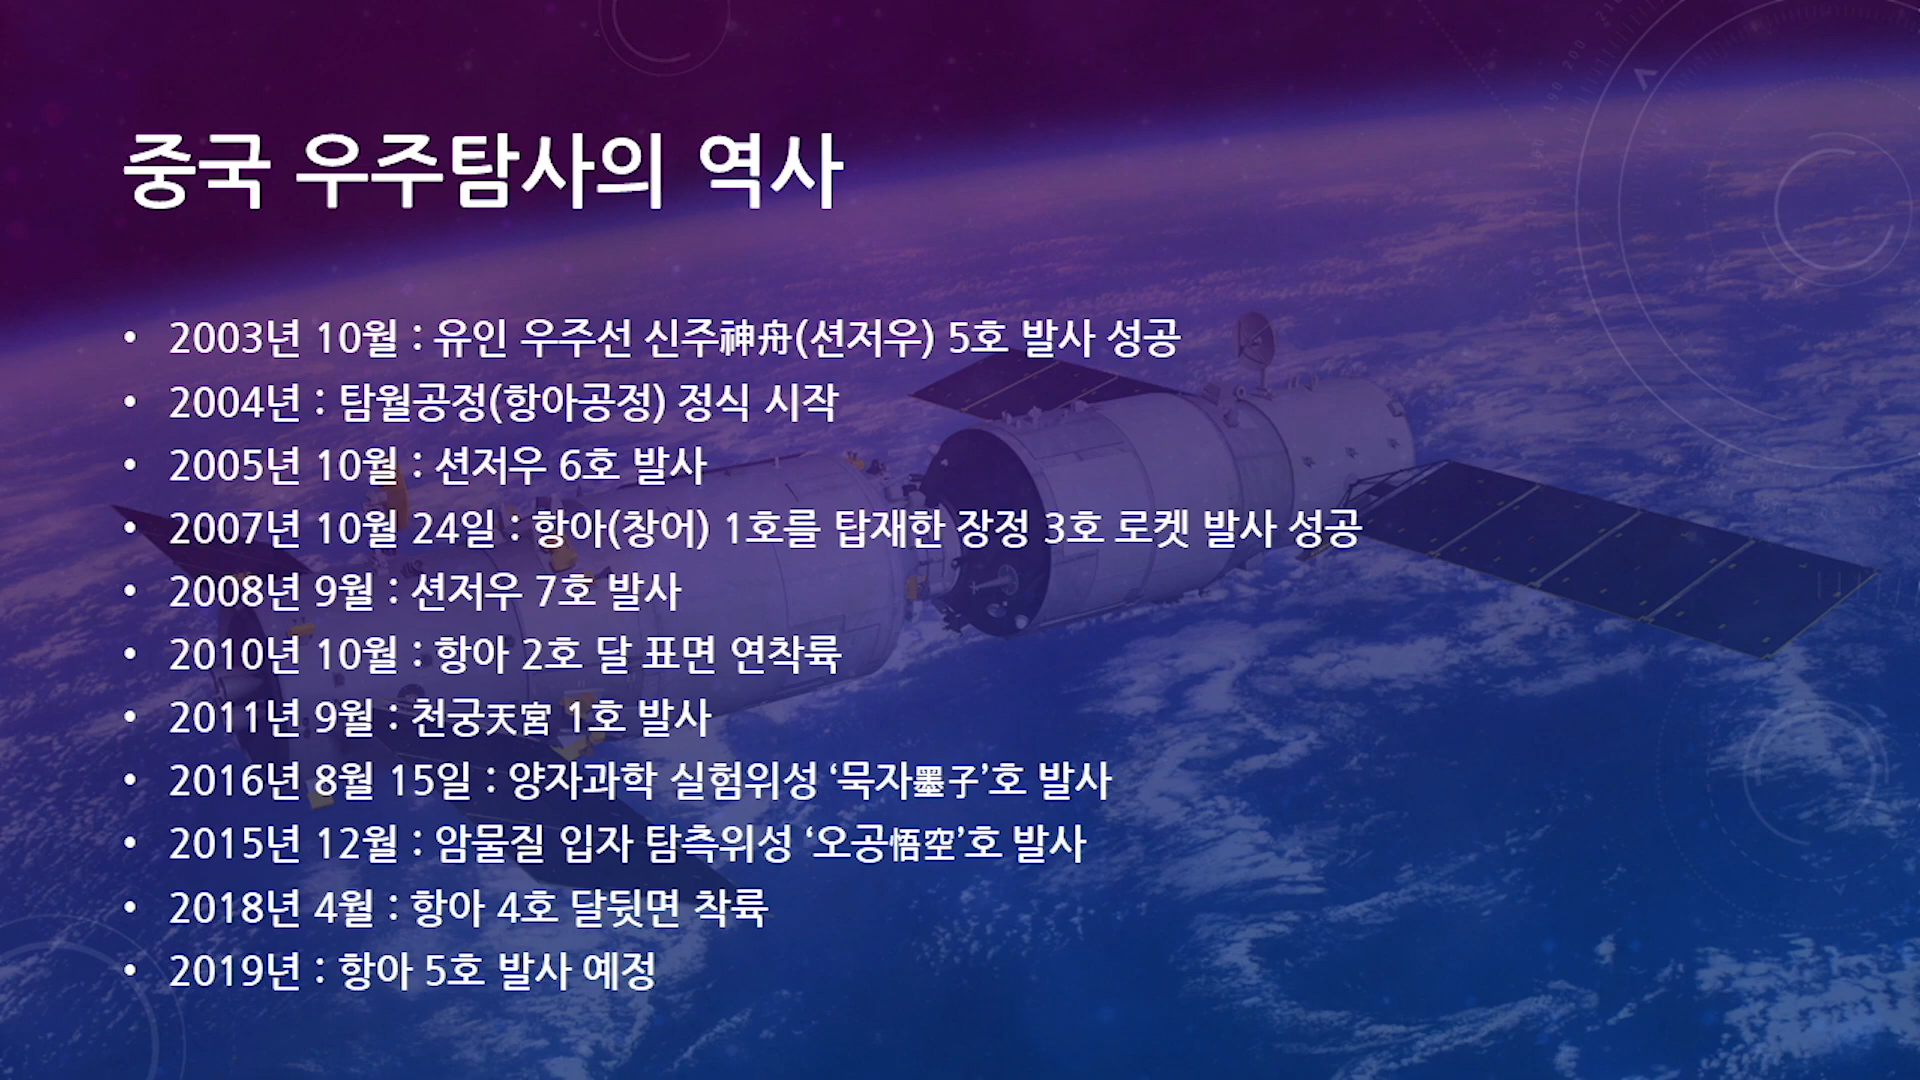 중국 우주탐사의 역사
• 2003년 10월 : 유인 우주선 신주神舟(션저우) 5호 발사 성공
• 2004년 : 탐월공정(항아공정) 정식 시작
• 2005년 10월 : 션저우 6호 발사
• 2007년 10월 24일 : 항아(창어) 1호를 탑재한 장정 3호 로켓 발사 성공
• 2008년 9월 : 션저우 7호 발사
• 2010년 10월 : 항아 2호 달 표면 연착륙
• 2011년 9월 : 천궁天宮 1호 발사
• 2016년 8월 15일 : 양자과학 실험위성 ‘묵자墨子’호 발사
• 2015년 12월 : 암물질 입자 탐측위성 ‘오공悟空’호 발사
• 2018년 4월 : 항아 4호 달뒷면 착륙
• 2019년 : 항아 5호 발사 예정